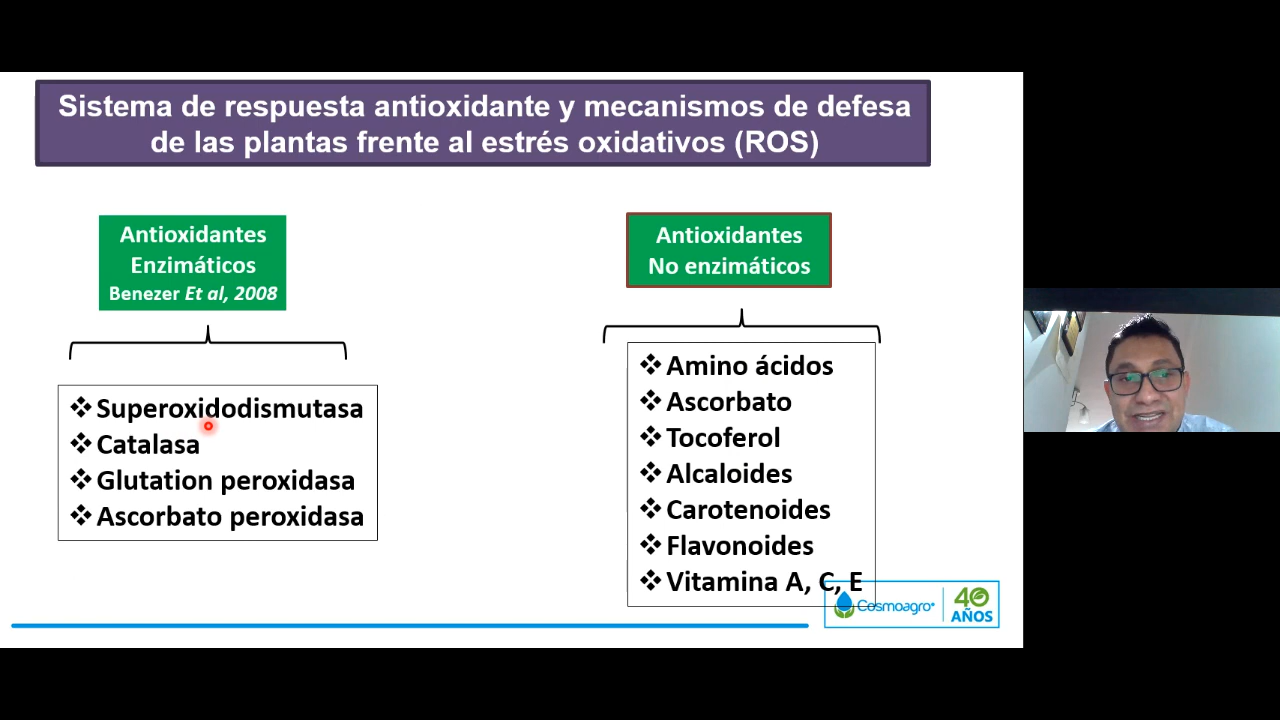 Sistema de respuesta antioxidante y mecanismos de defesa
de las plantas frente al estrés oxidativos (ROS)
Antioxidantes
Enzimáticos
Benezer Et al, 2008
❖Superoxidodismutasa
❖Catalasa
❖Glutation peroxidasa
❖Ascorbato peroxidasa
Antioxidantes
No enzimáticos
❖Amino ácidos
❖Ascorbato
❖Tocoferol
❖Alcaloides
❖Carotenoides
❖Flavonoides
❖Vitamina A, C, E
Cosmoagro
40
AÑOS